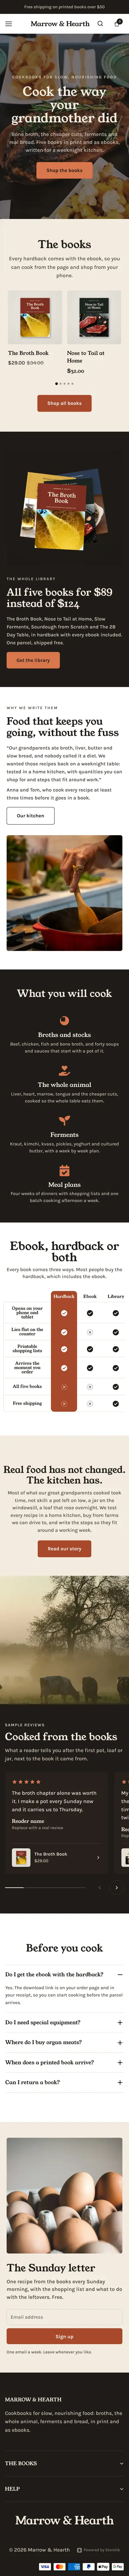 Free shipping on printed books over $50
Marrow & Hearth
0
COOKBOOKS FOR SLOW, NOURISHING FOOD
Cook the way
your
grandmother did
Bone broth, the cheaper cuts, ferments and
real bread. Five books in print and as ebooks,
written for a weeknight kitchen.
Shop the books
The books
Every hardback comes with the ebook, so you
can cook from the page and shop from your
phone.
The Broth Book
$29.00 $34.00
Nose to Tail at
Home
$32.00
Shop all books
The Broth
Book
THE WHOLE LIBRARY
All five books for $89
instead of $124
The Broth Book, Nose to Tail at Home, Slow
Ferments, Sourdough from Scratch and The 28
Day Table, in hardback with every ebook included.
One parcel, shipped free.
Get the library
WHY WE WRITE THEM
Food that keeps you
going, without the fuss
"Our grandparents ate broth, liver, butter and
real bread, and nobody called it a diet. We
wanted those recipes back on a weeknight table:
tested in a home kitchen, with quantities you can
shop for and steps that fit around work."
Anna and Tom, who cook every recipe at least
three times before it goes in a book.
Our kitchen
What you will cook
Broths and stocks
Beef, chicken, fish and bone broth, and forty soups
and sauces that start with a pot of it.
The whole animal
Liver, heart, marrow, tongue and the cheaper cuts,
cooked so the whole table eats them.
Ferments
Kraut, kimchi, kvass, pickles, yogurt and cultured
butter, with a week by week plan.
Meal plans
Four weeks of dinners with shopping lists and one
batch cooking afternoon a week.
Ebook, hardback or
both
Every book comes three ways. Most people buy the
hardback, which includes the ebook.
Hardback Ebook Library
Opens on your
phone and
tablet
Lies flat on the
counter
Printable
shopping lists
Arrives the
moment you
order
All five books
Free shipping
Real food has not changed.
The kitchen has.
Most of what our great grandparents cooked took
time, not skill: a pot left on low, a jar on the
windowsill, a loaf that rose overnight. We test every
recipe in a home kitchen, buy from the farms
we can drive to, and write the steps so they fit
around a working week.
Read our story
SAMPLE REVIEWS
Cooked from the books
What a reader tells you after the first pot, loaf or
jar, next to the book it came from.
The broth chapter alone was worth
it. I make a pot every Sunday now
and it carries us to Thursday.
Reader name
Replace with a real review
The Broth Book
$29.00
Before you cook
Do I get the ebook with the hardback?
Yes. The download link is on your order page and in
your receipt, so you can start cooking before the parcel
arrives.
Do I need special equipment?
Where do I buy organ meats?
When does a printed book arrive?
Can I return a book?
The Sunday letter
One recipe from the books every Sunday
morning, with the shopping list and what to do
with the leftovers. Free.
Email address
Sign up
One email a week. Leave whenever you like.
MARROW & HEARTH
Cookbooks for slow, nourishing food: broths, the
whole animal, ferments and bread, in print and
as ebooks.
THE BOOKS
HELP
Marrow & Hearth
© 2026 Marrow & Hearth